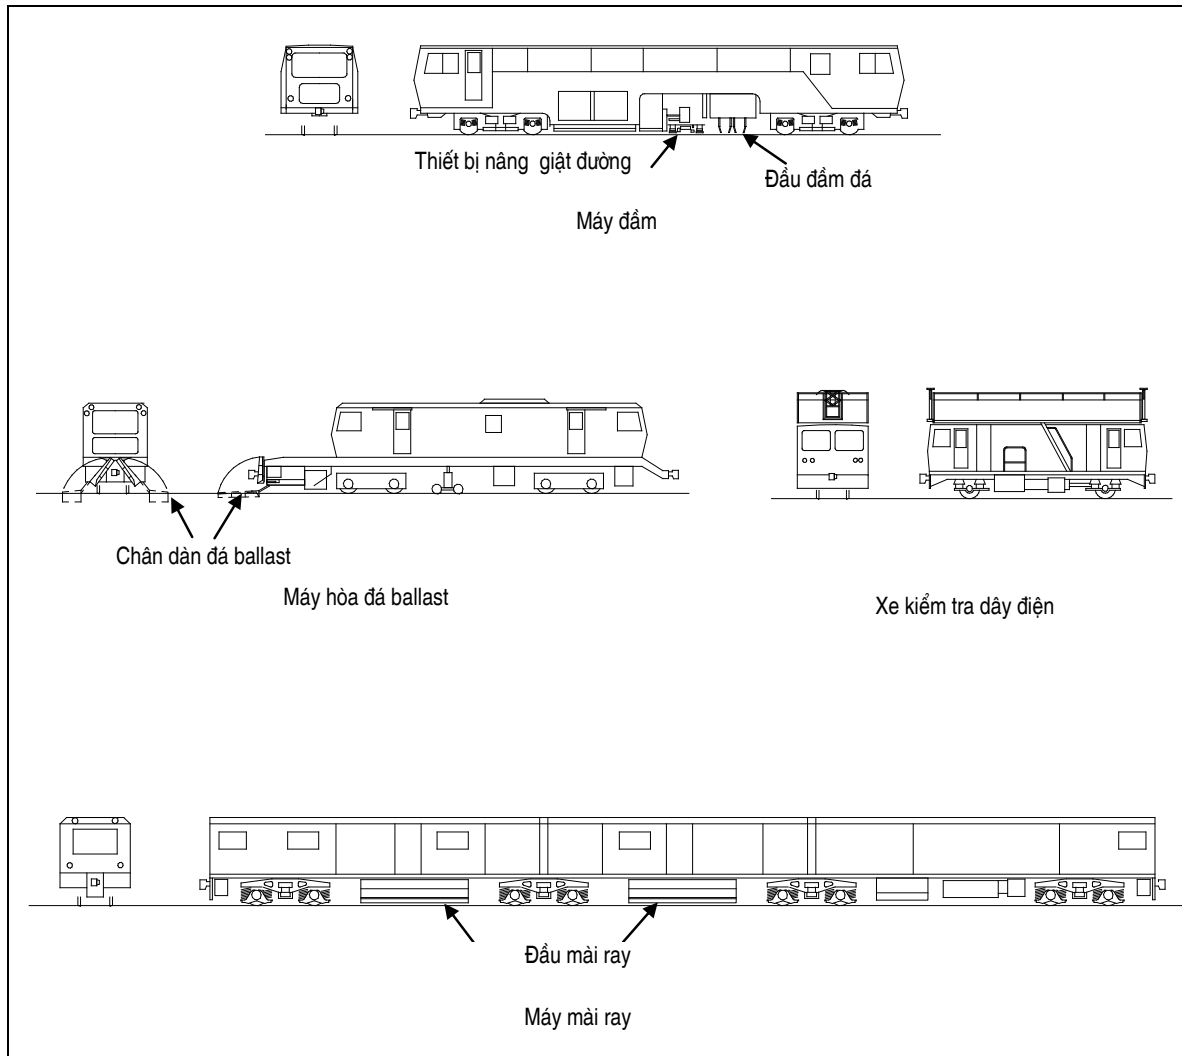 Thiết bị nâng giật đường
Đầu đầm đá
Máy đầm
Chân dàn đá ballast
Máy hòa đá ballast
Xe kiểm tra dây điện
Đầu mài ray
Máy mài ray